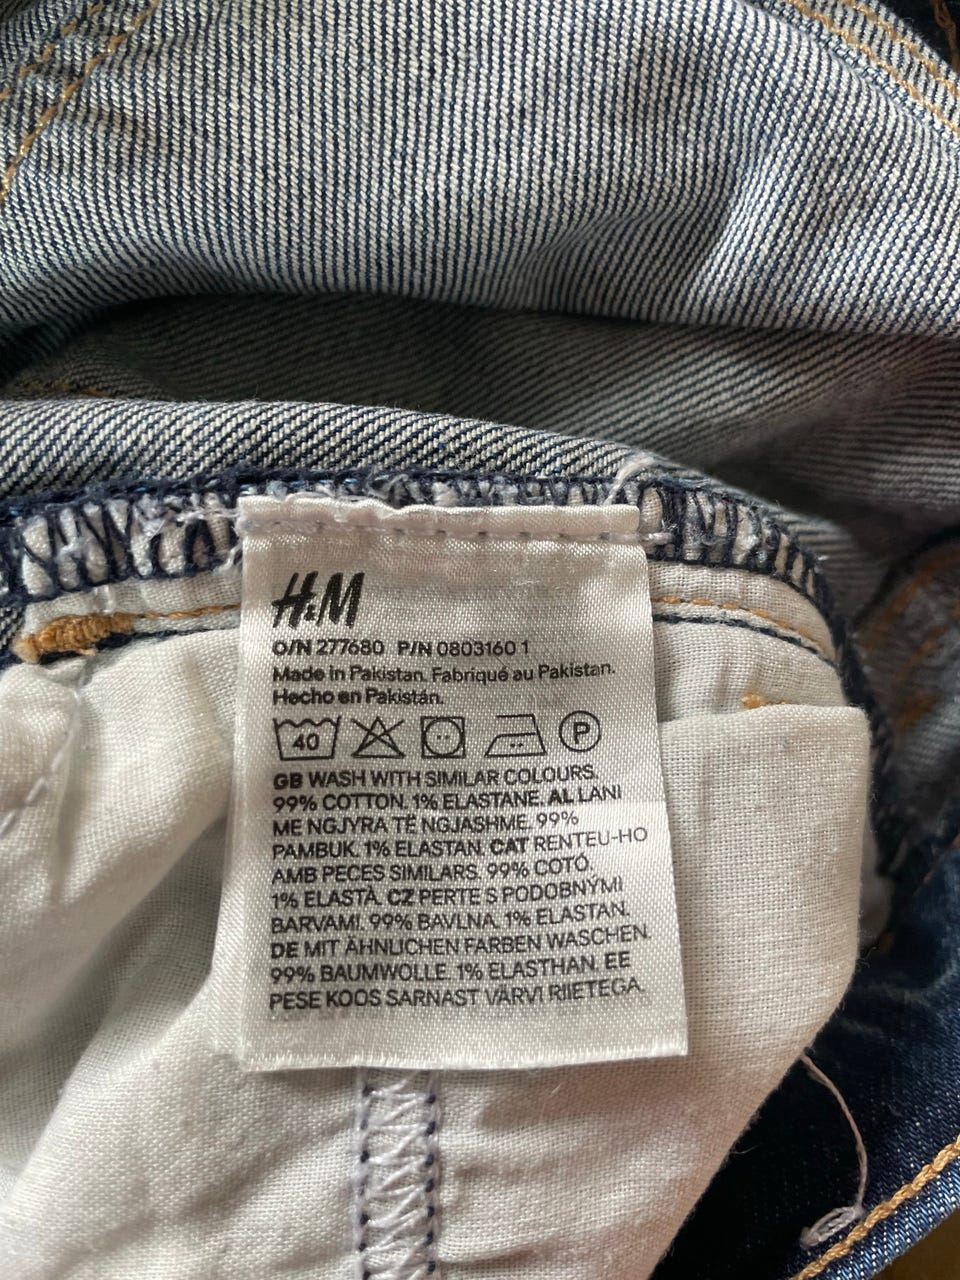 H&M
O/N 277680 P/N 0803160 1
Made in Pakistan. Fabriqué au Pakistan.
Hecho en Pakistán.
40 P
GB WASH WITH SIMILAR COLOURS.
99% COTTON. 1% ELASTANE. AL LANI
ME NGJYRA TË NGJASHME. 99%
PAMBUK. 1% ELASTAN. CAT RENTEU-HO
AMB PECES SIMILARS. 99% COTÓ.
1% ELASTÀ. CZ PERTE S PODOBNÝMI
BARVAMI. 99% BAVLNA. 1% ELASTAN.
DE MIT ÄHNLICHEN FARBEN WASCHEN.
99% BAUMWOLLE. 1% ELASTHAN. EE
PESE KOOS SARNAST VÄRVI RIIETEGA.